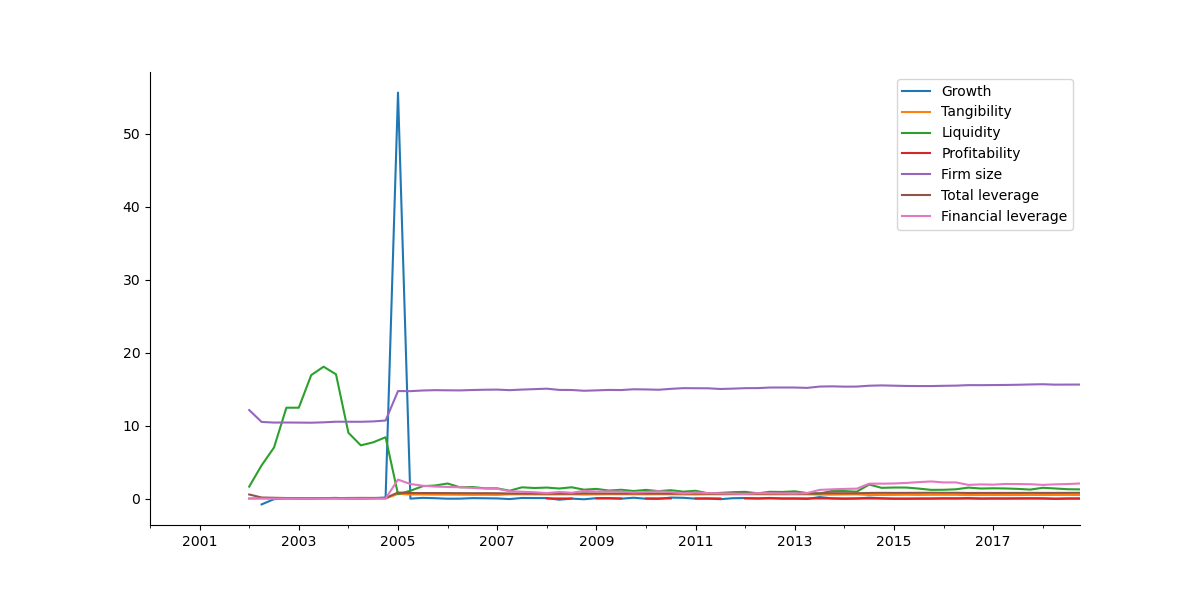 50
40
30
20
10
0
2001
2003
2005
2007
2009
2011
2013
2015
2017
Growth
Tangibility
Liquidity
Profitability
Firm size
Total leverage
Financial leverage